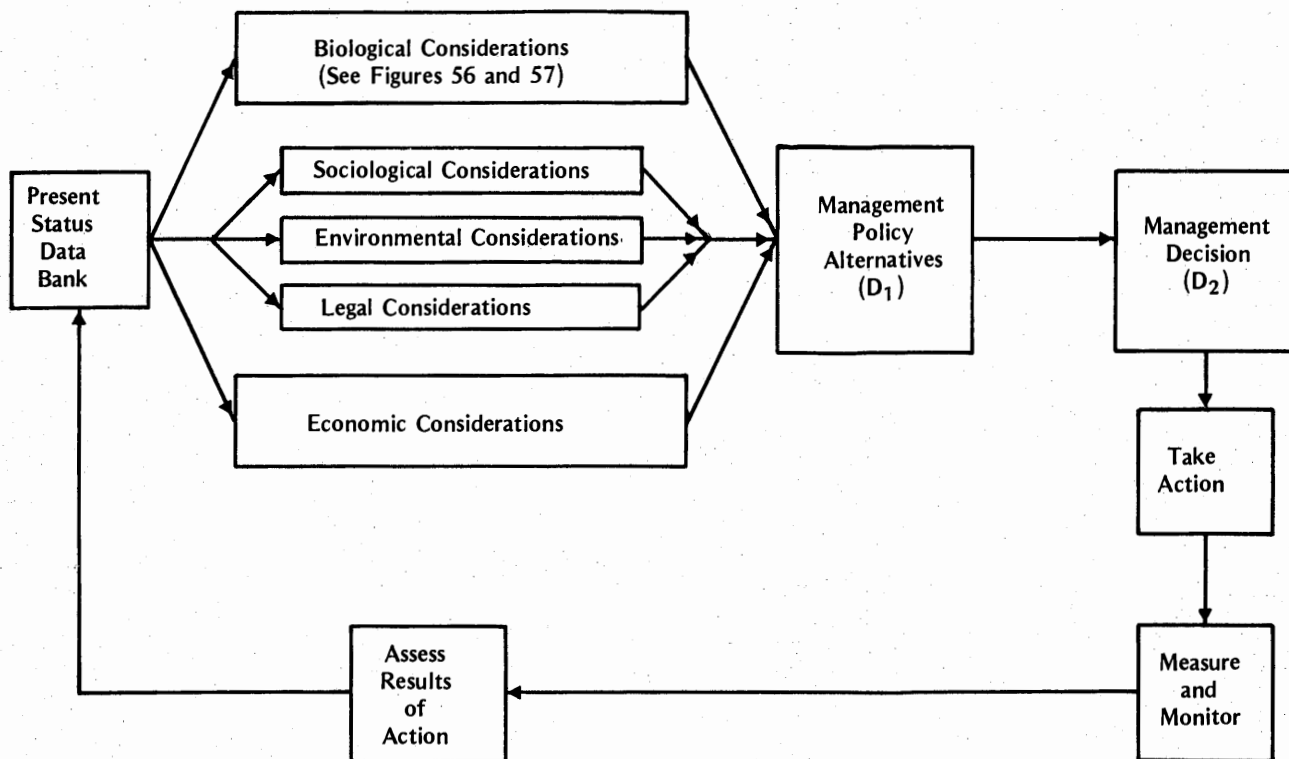 Biological Considerations
(See Figures 56 and 57)
Present
Status
Data
Bank
Sociological Considerations
Environmental Considerations
Legal Considerations
Economic Considerations
Management
Policy
Alternatives
(D₁)
Management
Decision
(D₂)
Take
Action
Measure
and
Monitor
Assess
Results
of
Action